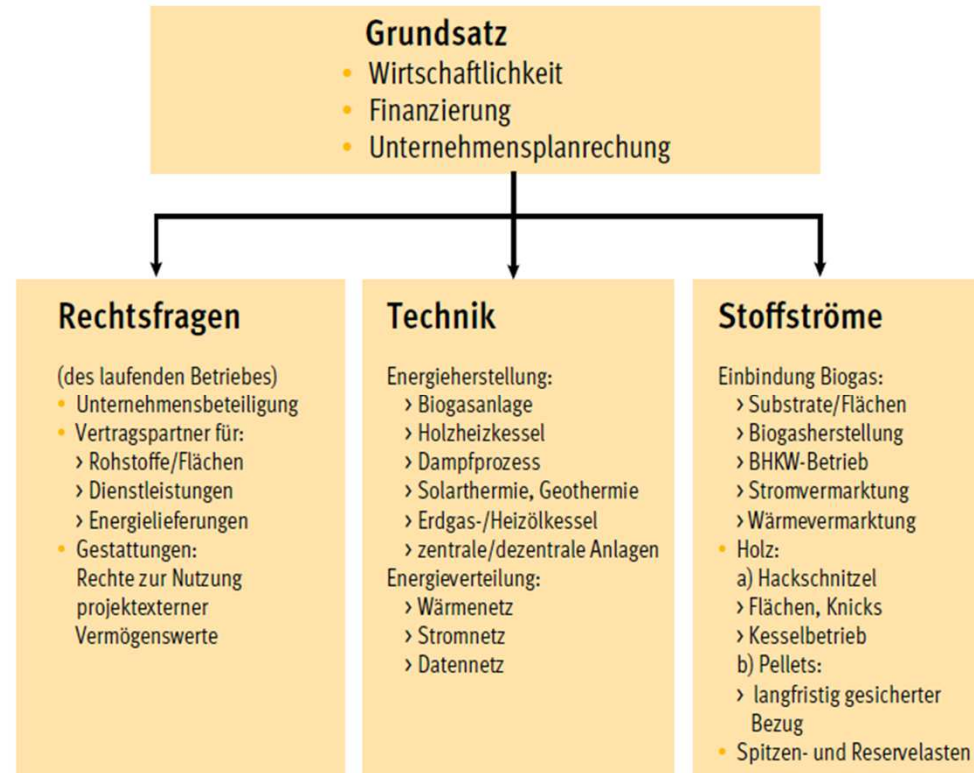 Grundsatz
• Wirtschaftlichkeit
• Finanzierung
• Unternehmensplanrechung
Rechtsfragen
(des laufenden Betriebes)
• Unternehmensbeteiligung
• Vertragspartner für:
> Rohstoffe/Flächen
> Dienstleistungen
> Energielieferungen
• Gestattungen:
Rechte zur Nutzung
projektexterner
Vermögenswerte
Technik
Energieherstellung:
> Biogasanlage
> Holzheizkessel
> Dampfprozess
> Solarthermie, Geothermie
> Erdgas-/Heizölkessel
> zentrale/dezentrale Anlagen
Energieverteilung:
> Wärmenetz
> Stromnetz
> Datennetz
Stoffströme
Einbindung Biogas:
> Substrate/Flächen
> Biogasherstellung
> BHKW-Betrieb
> Stromvermarktung
> Wärmevermarktung
• Holz:
a) Hackschnitzel
> Flächen, Knicks
> Kesselbetrieb
b) Pellets:
> langfristig gesicherter
Bezug
• Spitzen- und Reservelasten